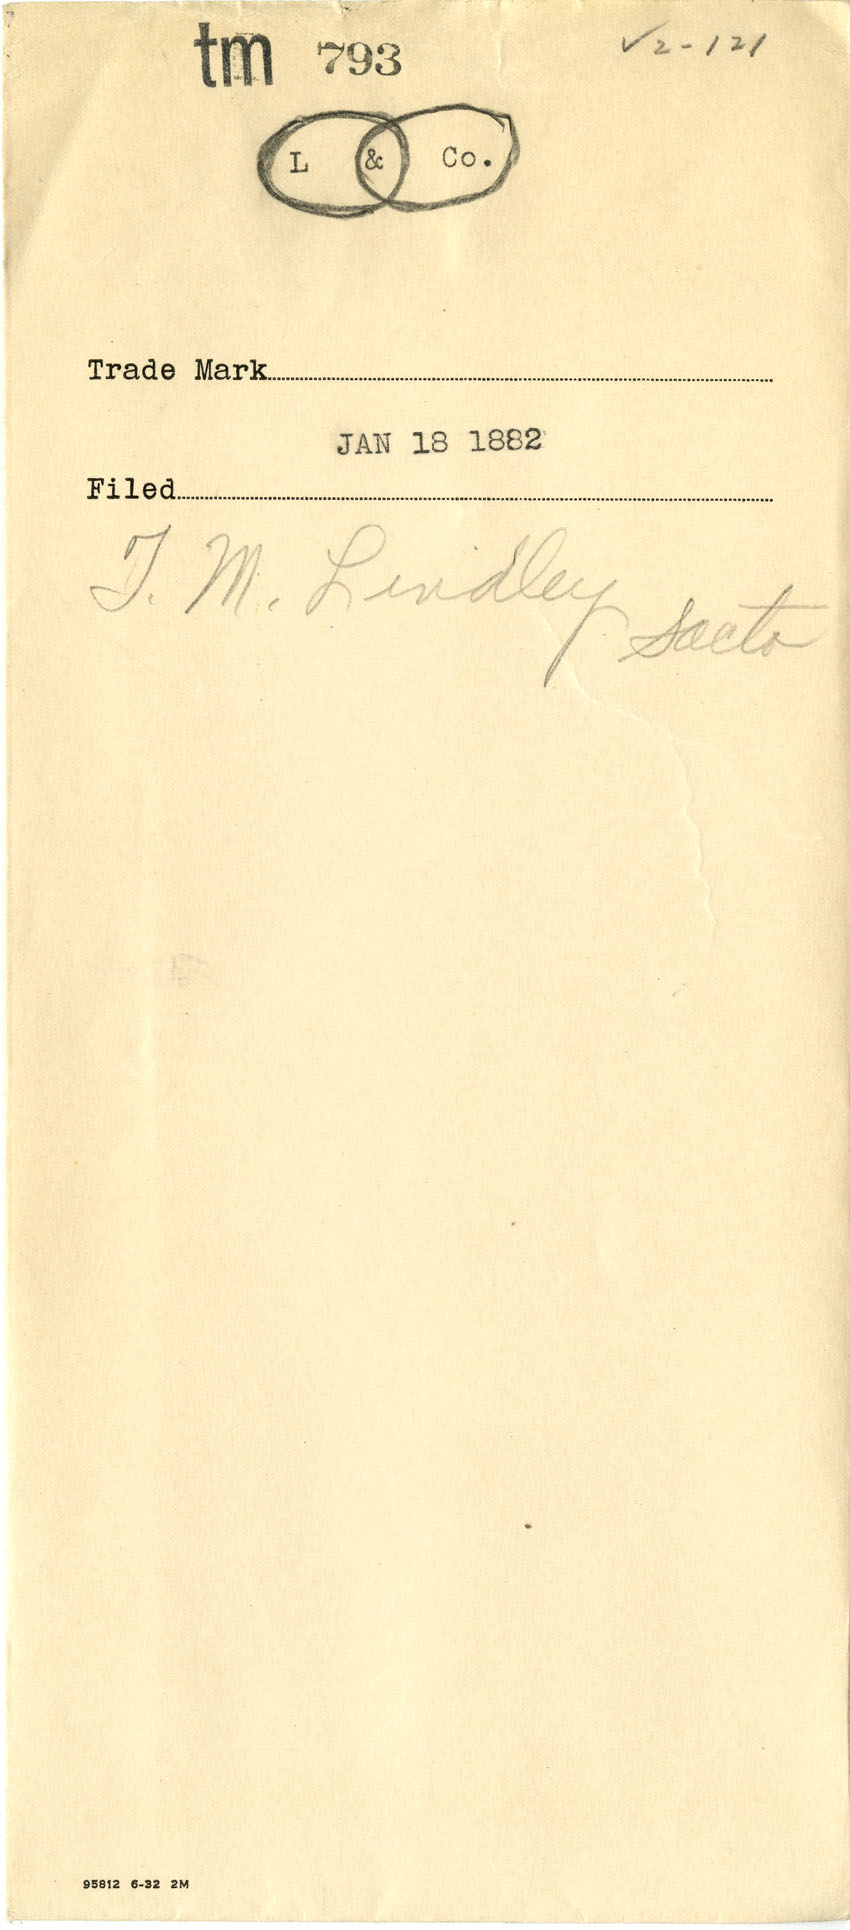 tm 793
√2-121
L & Co.
Trade Mark
JAN 18 1882
Filed
T. M. Lindley
Sacto
95812 6-32 2M